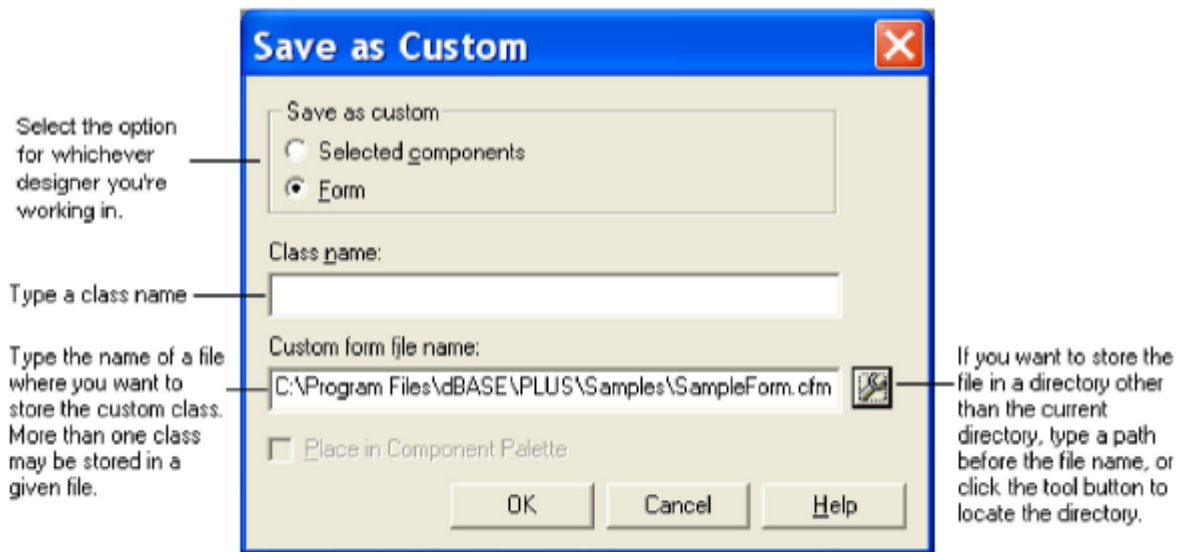 Save as Custom
Select the option
for whichever
designer you're
working in.
Save as custom
Selected components
Form
Class name:
Type a class name
Type the name of a file
where you want to
store the custom class.
More than one class
may be stored in a
given file.
Custom form file name:
C:\Program Files\dBASE\PLUS\Samples\SampleForm.cfm
If you want to store the
file in a directory other
than the current
directory, type a path
before the file name, or
click the tool button to
locate the directory.
Place in Component Palette
OK
Cancel
Help